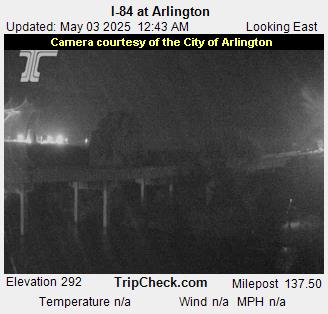 I-84 at Arlington
Updated: May 03 2025 12:43 AM Looking East
Camera courtesy of the City of Arlington
Elevation 292 TripCheck.com Milepost 137.50
Temperature n/a Wind n/a MPH n/a